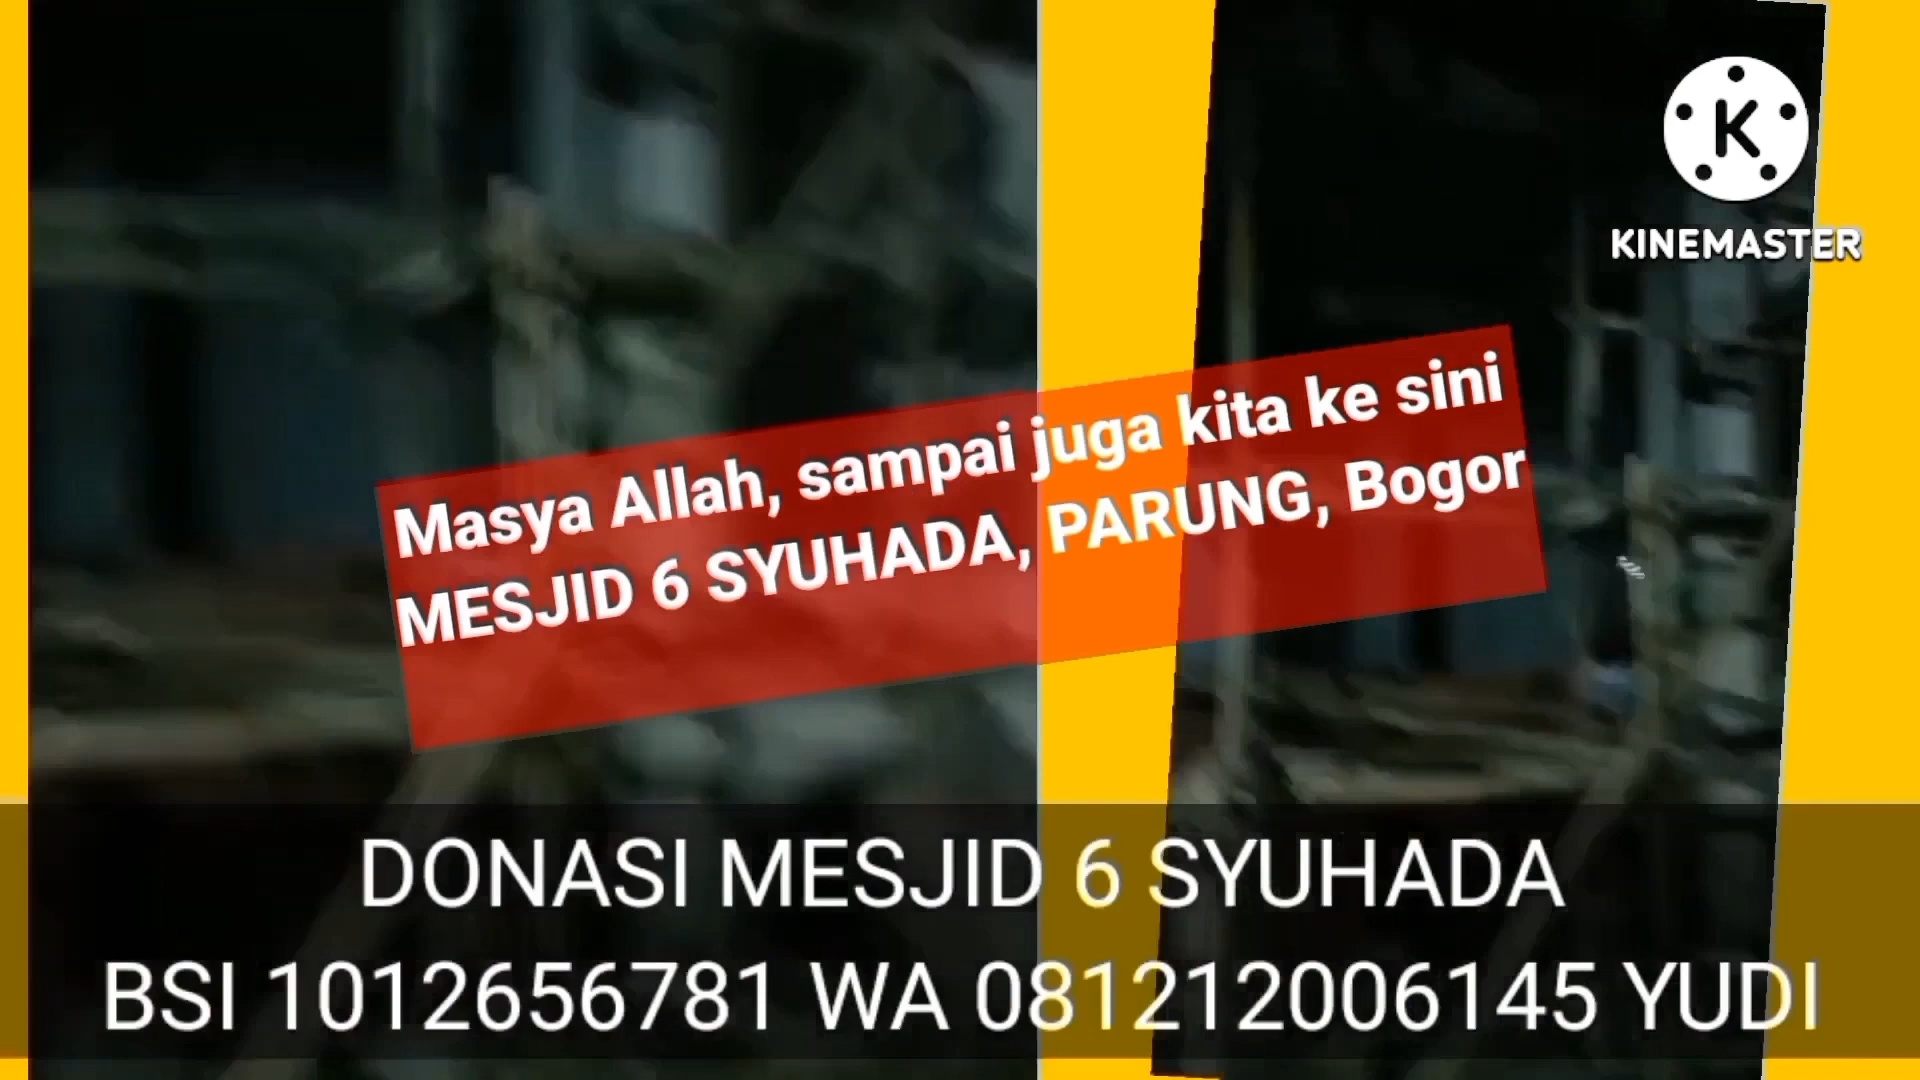 K
KINEMASTER
Masya Allah, sampai juga kita ke sini
MESJID 6 SYUHADA, PARUNG, Bogor
DONASI MESJID 6 SYUHADA
BSI 1012656781 WA 081212006145 YUDI